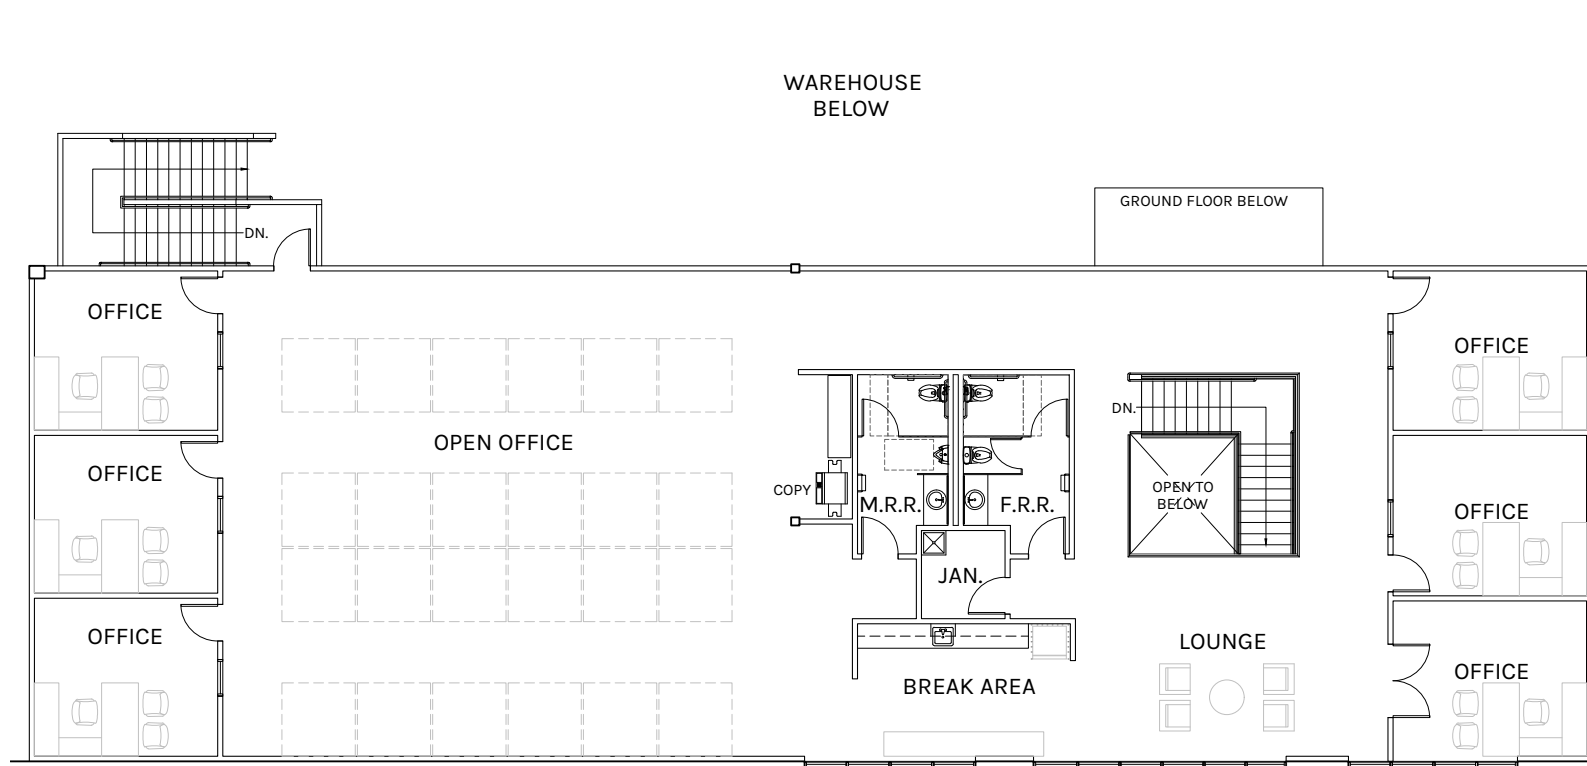 WAREHOUSE
BELOW
GROUND FLOOR BELOW
DN.
OFFICE
OFFICE
DN.
OPEN OFFICE
OFFICE
COPY
OPEN TO
BELOW
M.R.R.
F.R.R.
OFFICE
JAN.
OFFICE
LOUNGE
OFFICE
BREAK AREA